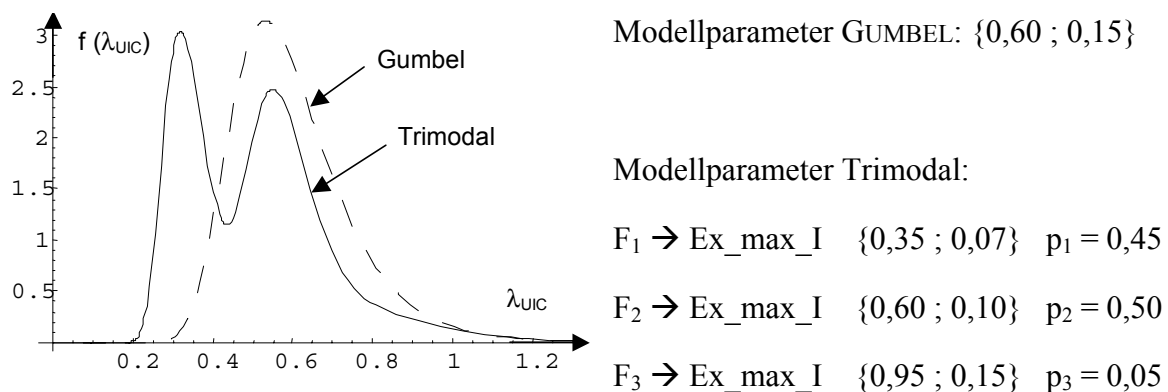 f (λUIC)
3
2.5
2
1.5
1
0.5
0.2 0.4 0.6 0.8 1 1.2
λUIC
Gumbel
Trimodal
Modellparameter GUMBEL: {0,60 ; 0,15}
Modellparameter Trimodal:
F1 → Ex_max_I {0,35 ; 0,07} p1 = 0,45
F2 → Ex_max_I {0,60 ; 0,10} p2 = 0,50
F3 → Ex_max_I {0,95 ; 0,15} p3 = 0,05